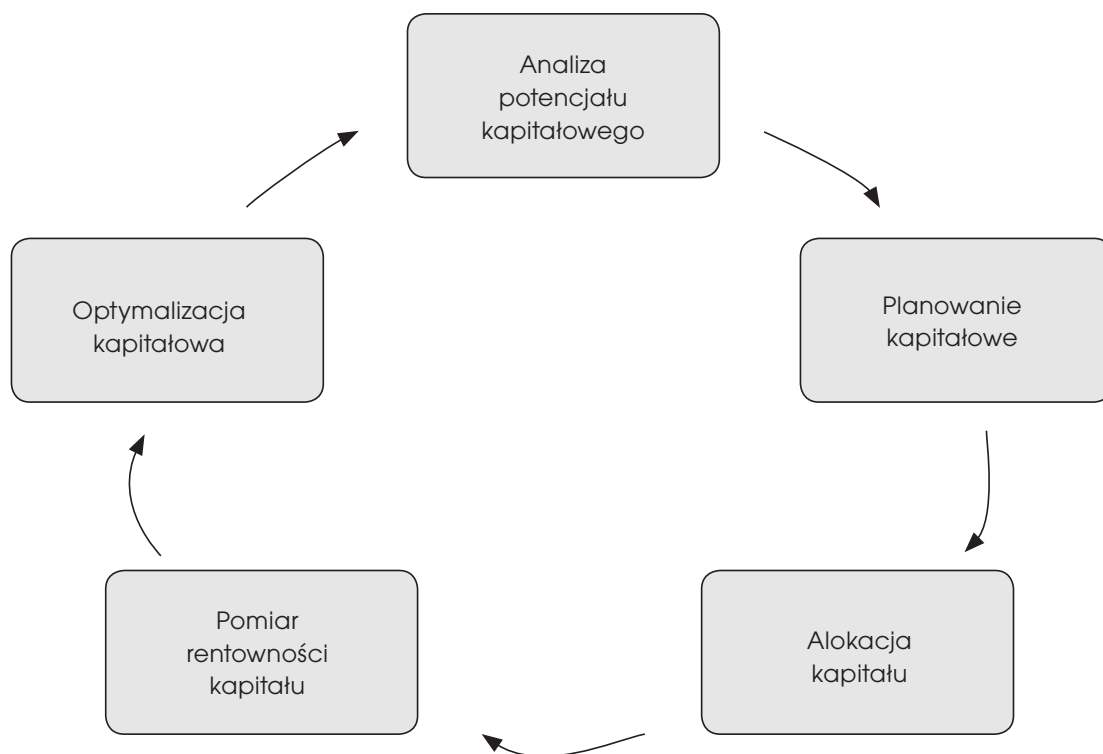 Analiza
potencjału
kapitałowego
Optymalizacja
kapitałowa
Planowanie
kapitałowe
Pomiar
rentowności
kapitału
Alokacja
kapitału